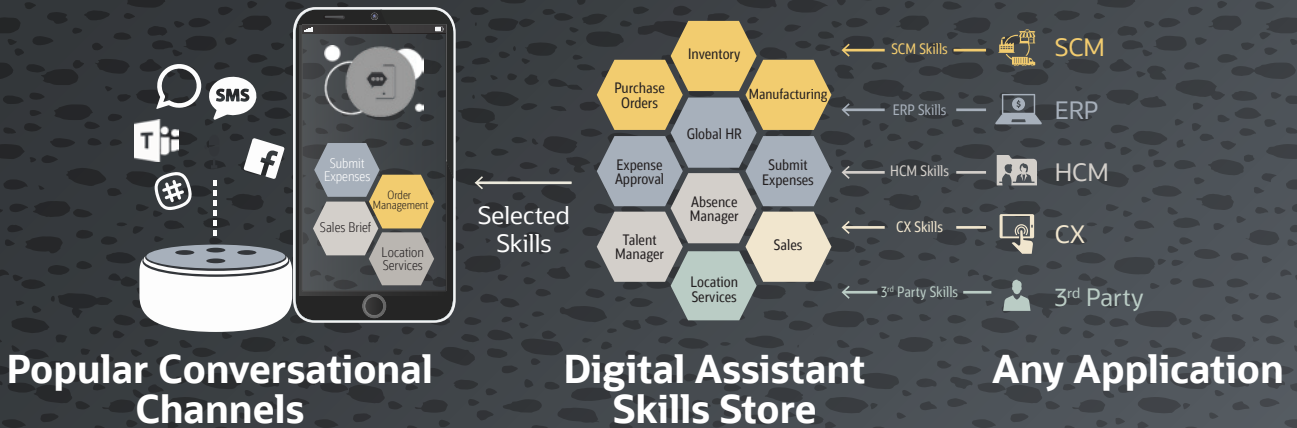 SMS
T
f
#
Submit
Expenses
Order
Management
Sales Brief
Location
Services
Selected
Skills
Inventory
Purchase
Orders
Manufacturing
Global HR
Expense
Approval
Submit
Expenses
Absence
Manager
Talent
Manager
Sales
Location
Services
SCM Skills
SCM
ERP Skills
$
ERP
HCM Skills
HCM
CX Skills
CX
3rd Party Skills
3rd Party
Popular Conversational
Channels
Digital Assistant
Skills Store
Any Application